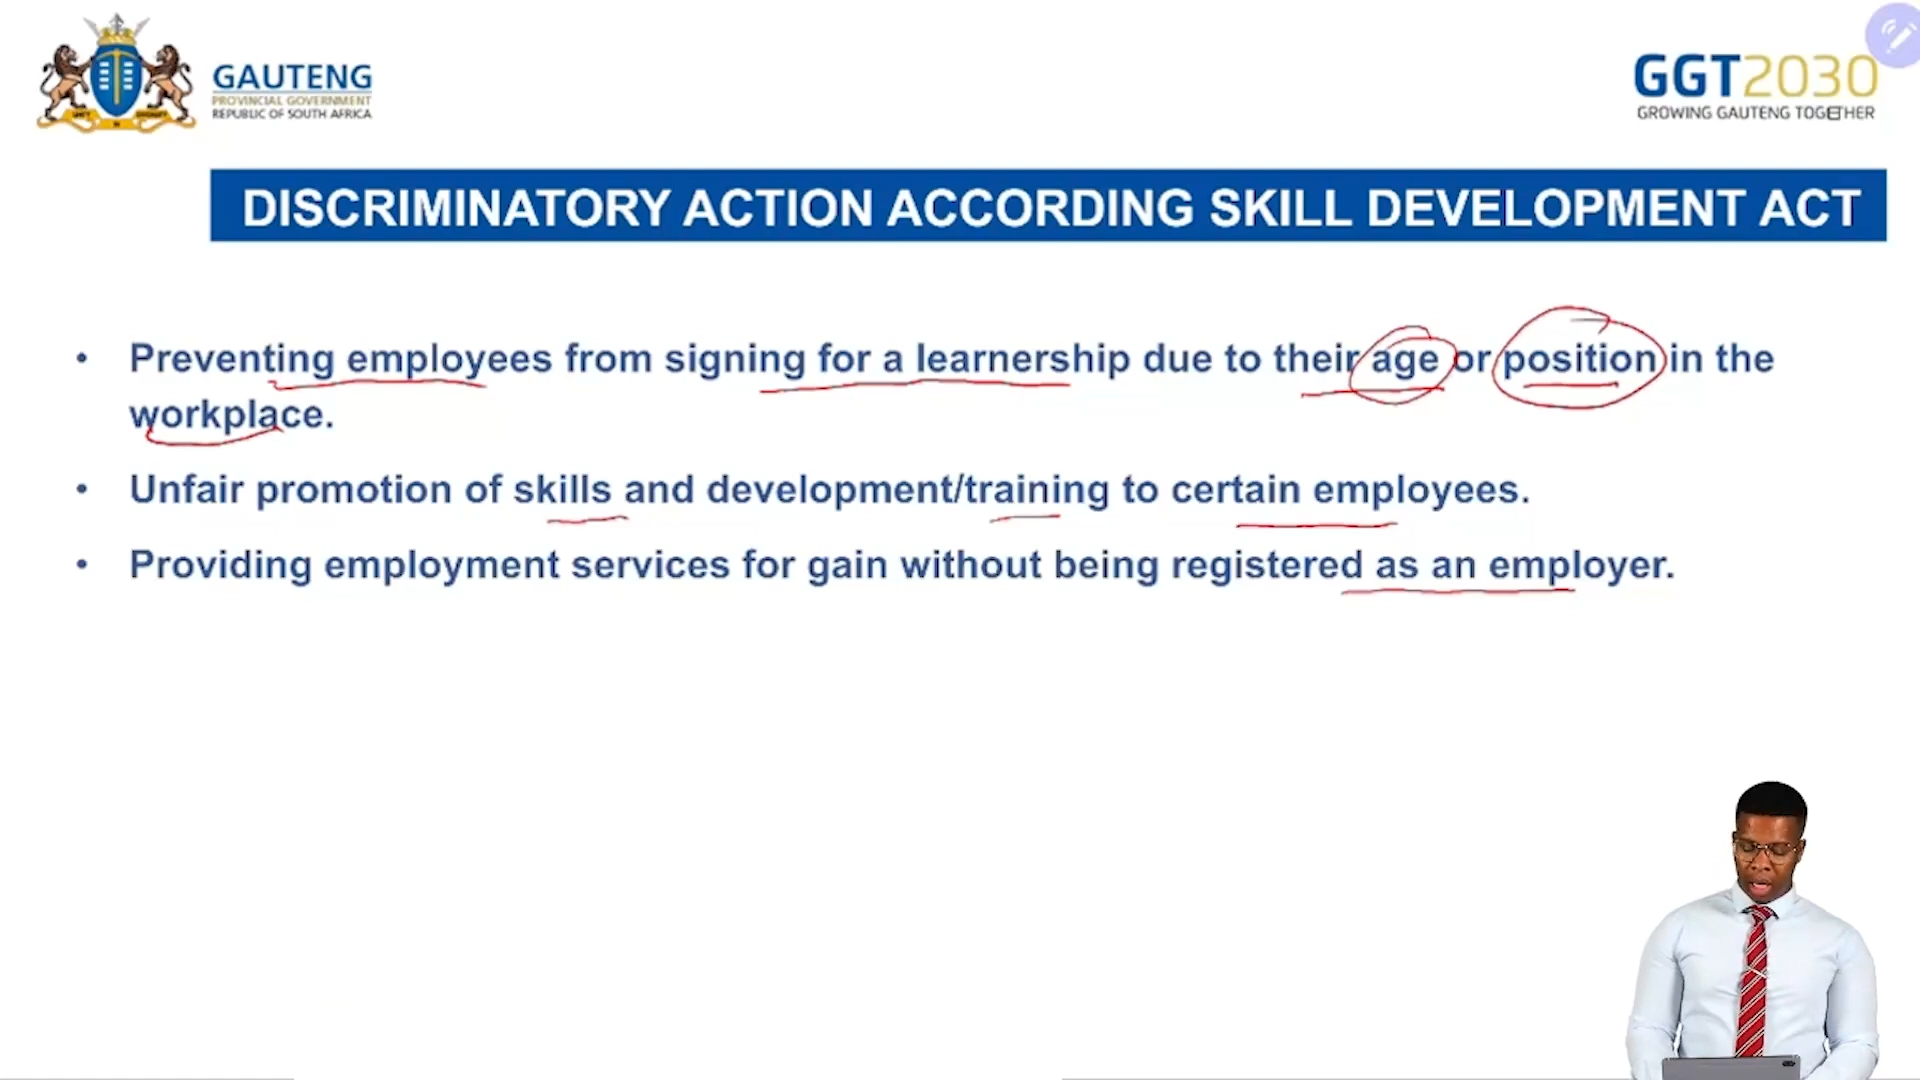 GAUTENG
PROVINCIAL GOVERNMENT
REPUBLIC OF SOUTH AFRICA
GGT2030
GROWING GAUTENG TOGETHER
DISCRIMINATORY ACTION ACCORDING SKILL DEVELOPMENT ACT
• Preventing employees from signing for a learnership due to their age or position in the
workplace.
• Unfair promotion of skills and development/training to certain employees.
• Providing employment services for gain without being registered as an employer.